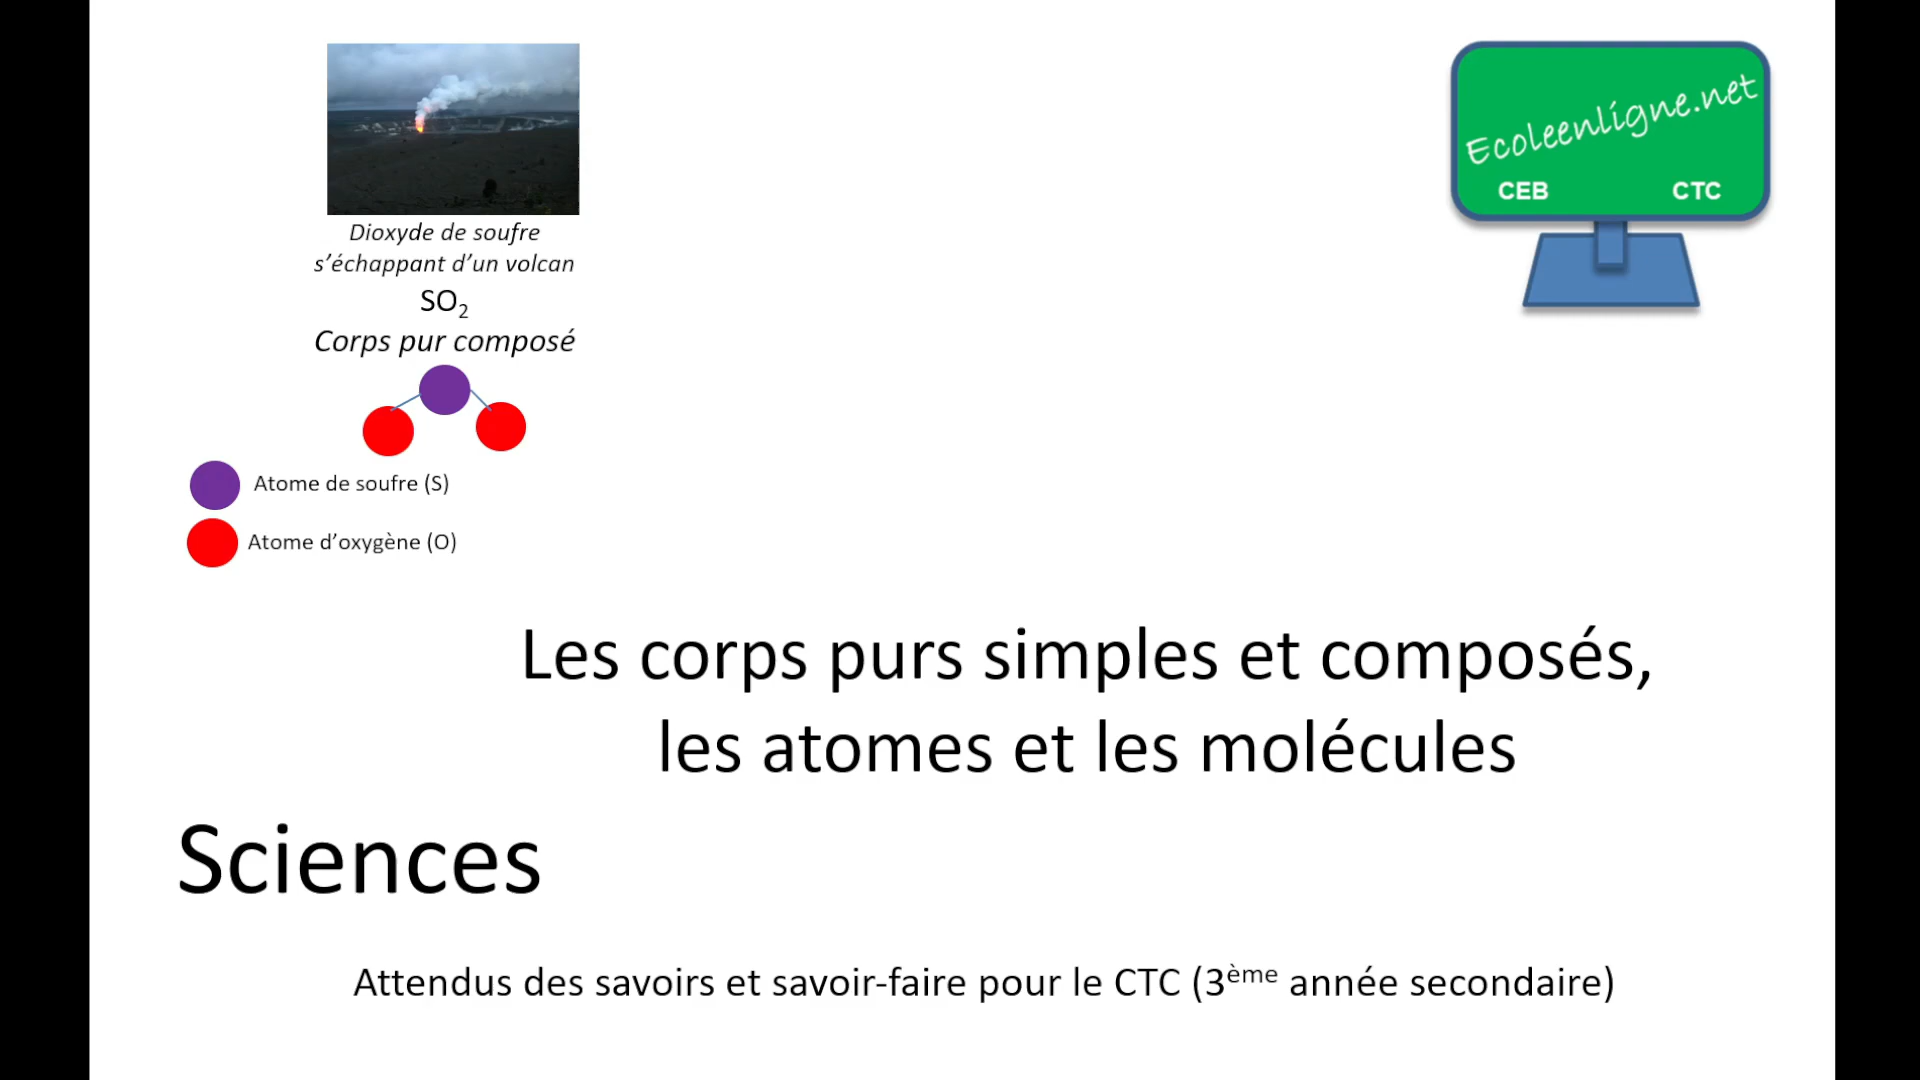 Ecoleenligne.net
CEB CTC
Dioxyde de soufre
s’échappant d’un volcan
SO₂
Corps pur composé
Atome de soufre (S)
Atome d’oxygène (O)
Les corps purs simples et composés,
les atomes et les molécules
Sciences
Attendus des savoirs et savoir-faire pour le CTC (3ème année secondaire)